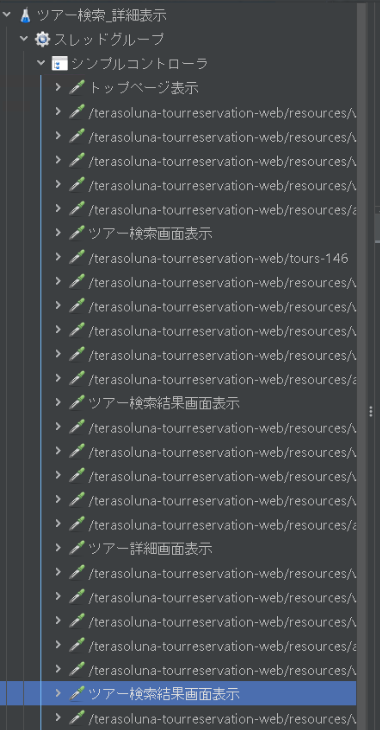 ツアー検索_詳細表示
スレッドグループ
シンプルコントローラ
トップページ表示
/terasoluna-tourreservation-web/resources/v
/terasoluna-tourreservation-web/resources/v
/terasoluna-tourreservation-web/resources/v
/terasoluna-tourreservation-web/resources/v
/terasoluna-tourreservation-web/resources/a
ツアー検索画面表示
/terasoluna-tourreservation-web/tours-146
/terasoluna-tourreservation-web/resources/v
/terasoluna-tourreservation-web/resources/v
/terasoluna-tourreservation-web/resources/v
/terasoluna-tourreservation-web/resources/v
/terasoluna-tourreservation-web/resources/a
ツアー検索結果画面表示
/terasoluna-tourreservation-web/resources/v
/terasoluna-tourreservation-web/resources/v
/terasoluna-tourreservation-web/resources/v
/terasoluna-tourreservation-web/resources/v
/terasoluna-tourreservation-web/resources/a
ツアー詳細画面表示
/terasoluna-tourreservation-web/resources/v
/terasoluna-tourreservation-web/resources/v
/terasoluna-tourreservation-web/resources/v
/terasoluna-tourreservation-web/resources/a
/terasoluna-tourreservation-web/resources/v
ツアー検索結果画面表示
/terasoluna-tourreservation-web/resources/v